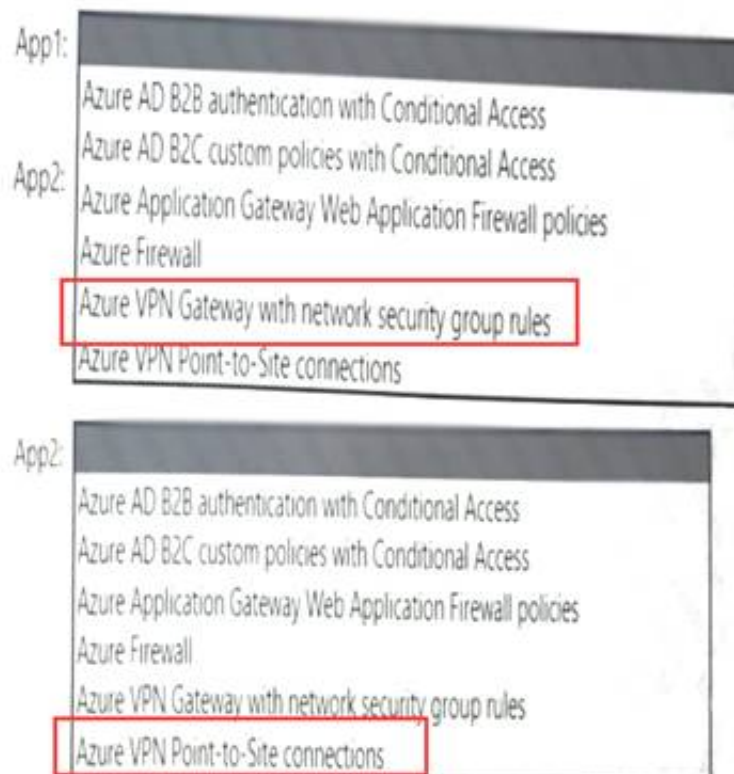 App1:
Azure AD B2B authentication with Conditional Access
Azure AD B2C custom policies with Conditional Access
App2:
Azure Application Gateway Web Application Firewall policies
Azure Firewall
Azure VPN Gateway with network security group rules
Azure VPN Point-to-Site connections
App2:
Azure AD B2B authentication with Conditional Access
Azure AD B2C custom policies with Conditional Access
Azure Application Gateway Web Application Firewall policies
Azure Firewall
Azure VPN Gateway with network security group rules
Azure VPN Point-to-Site connections